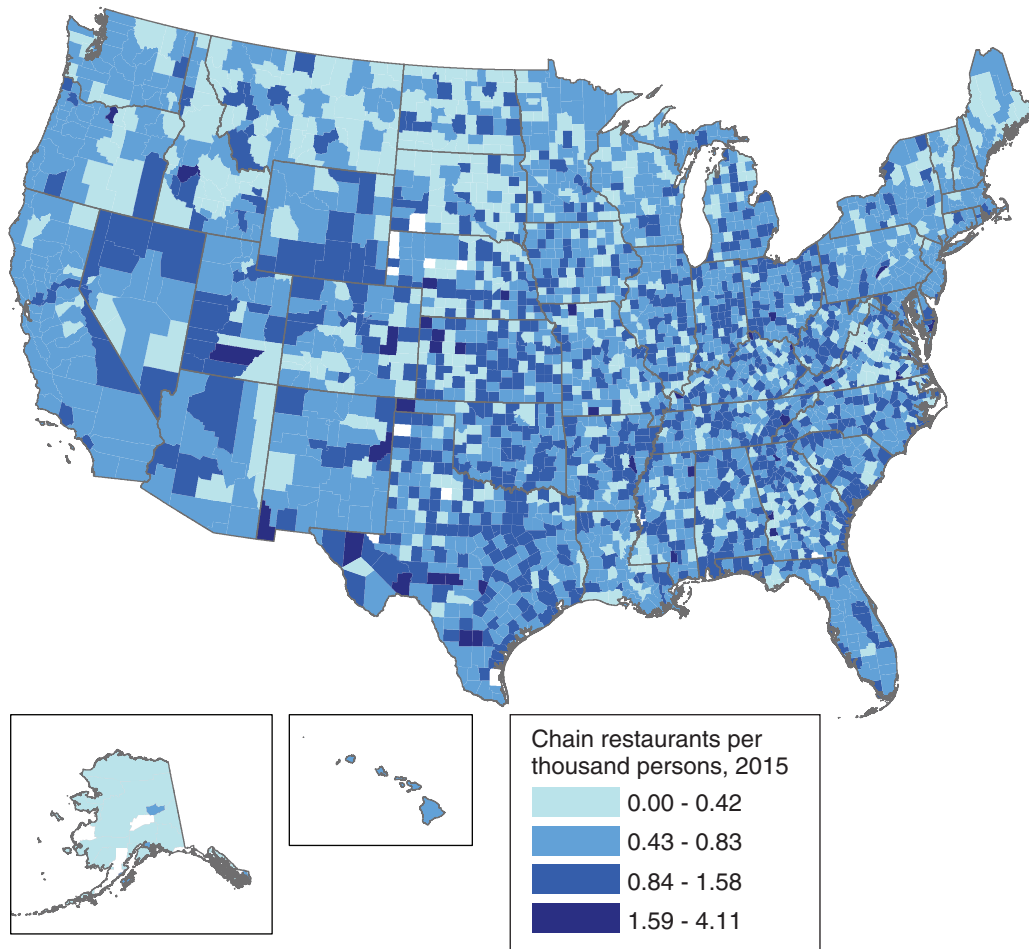 Chain restaurants per
thousand persons, 2015
0.00 - 0.42
0.43 - 0.83
0.84 - 1.58
1.59 - 4.11